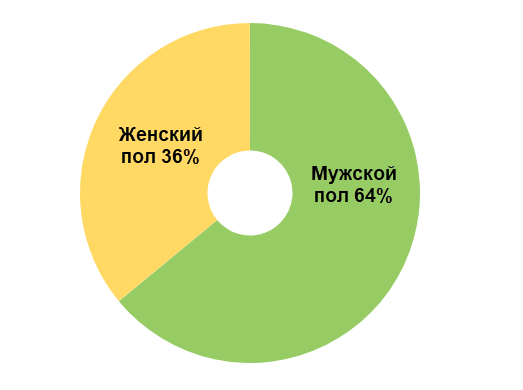 Женский
пол 36%
Мужской
пол 64%